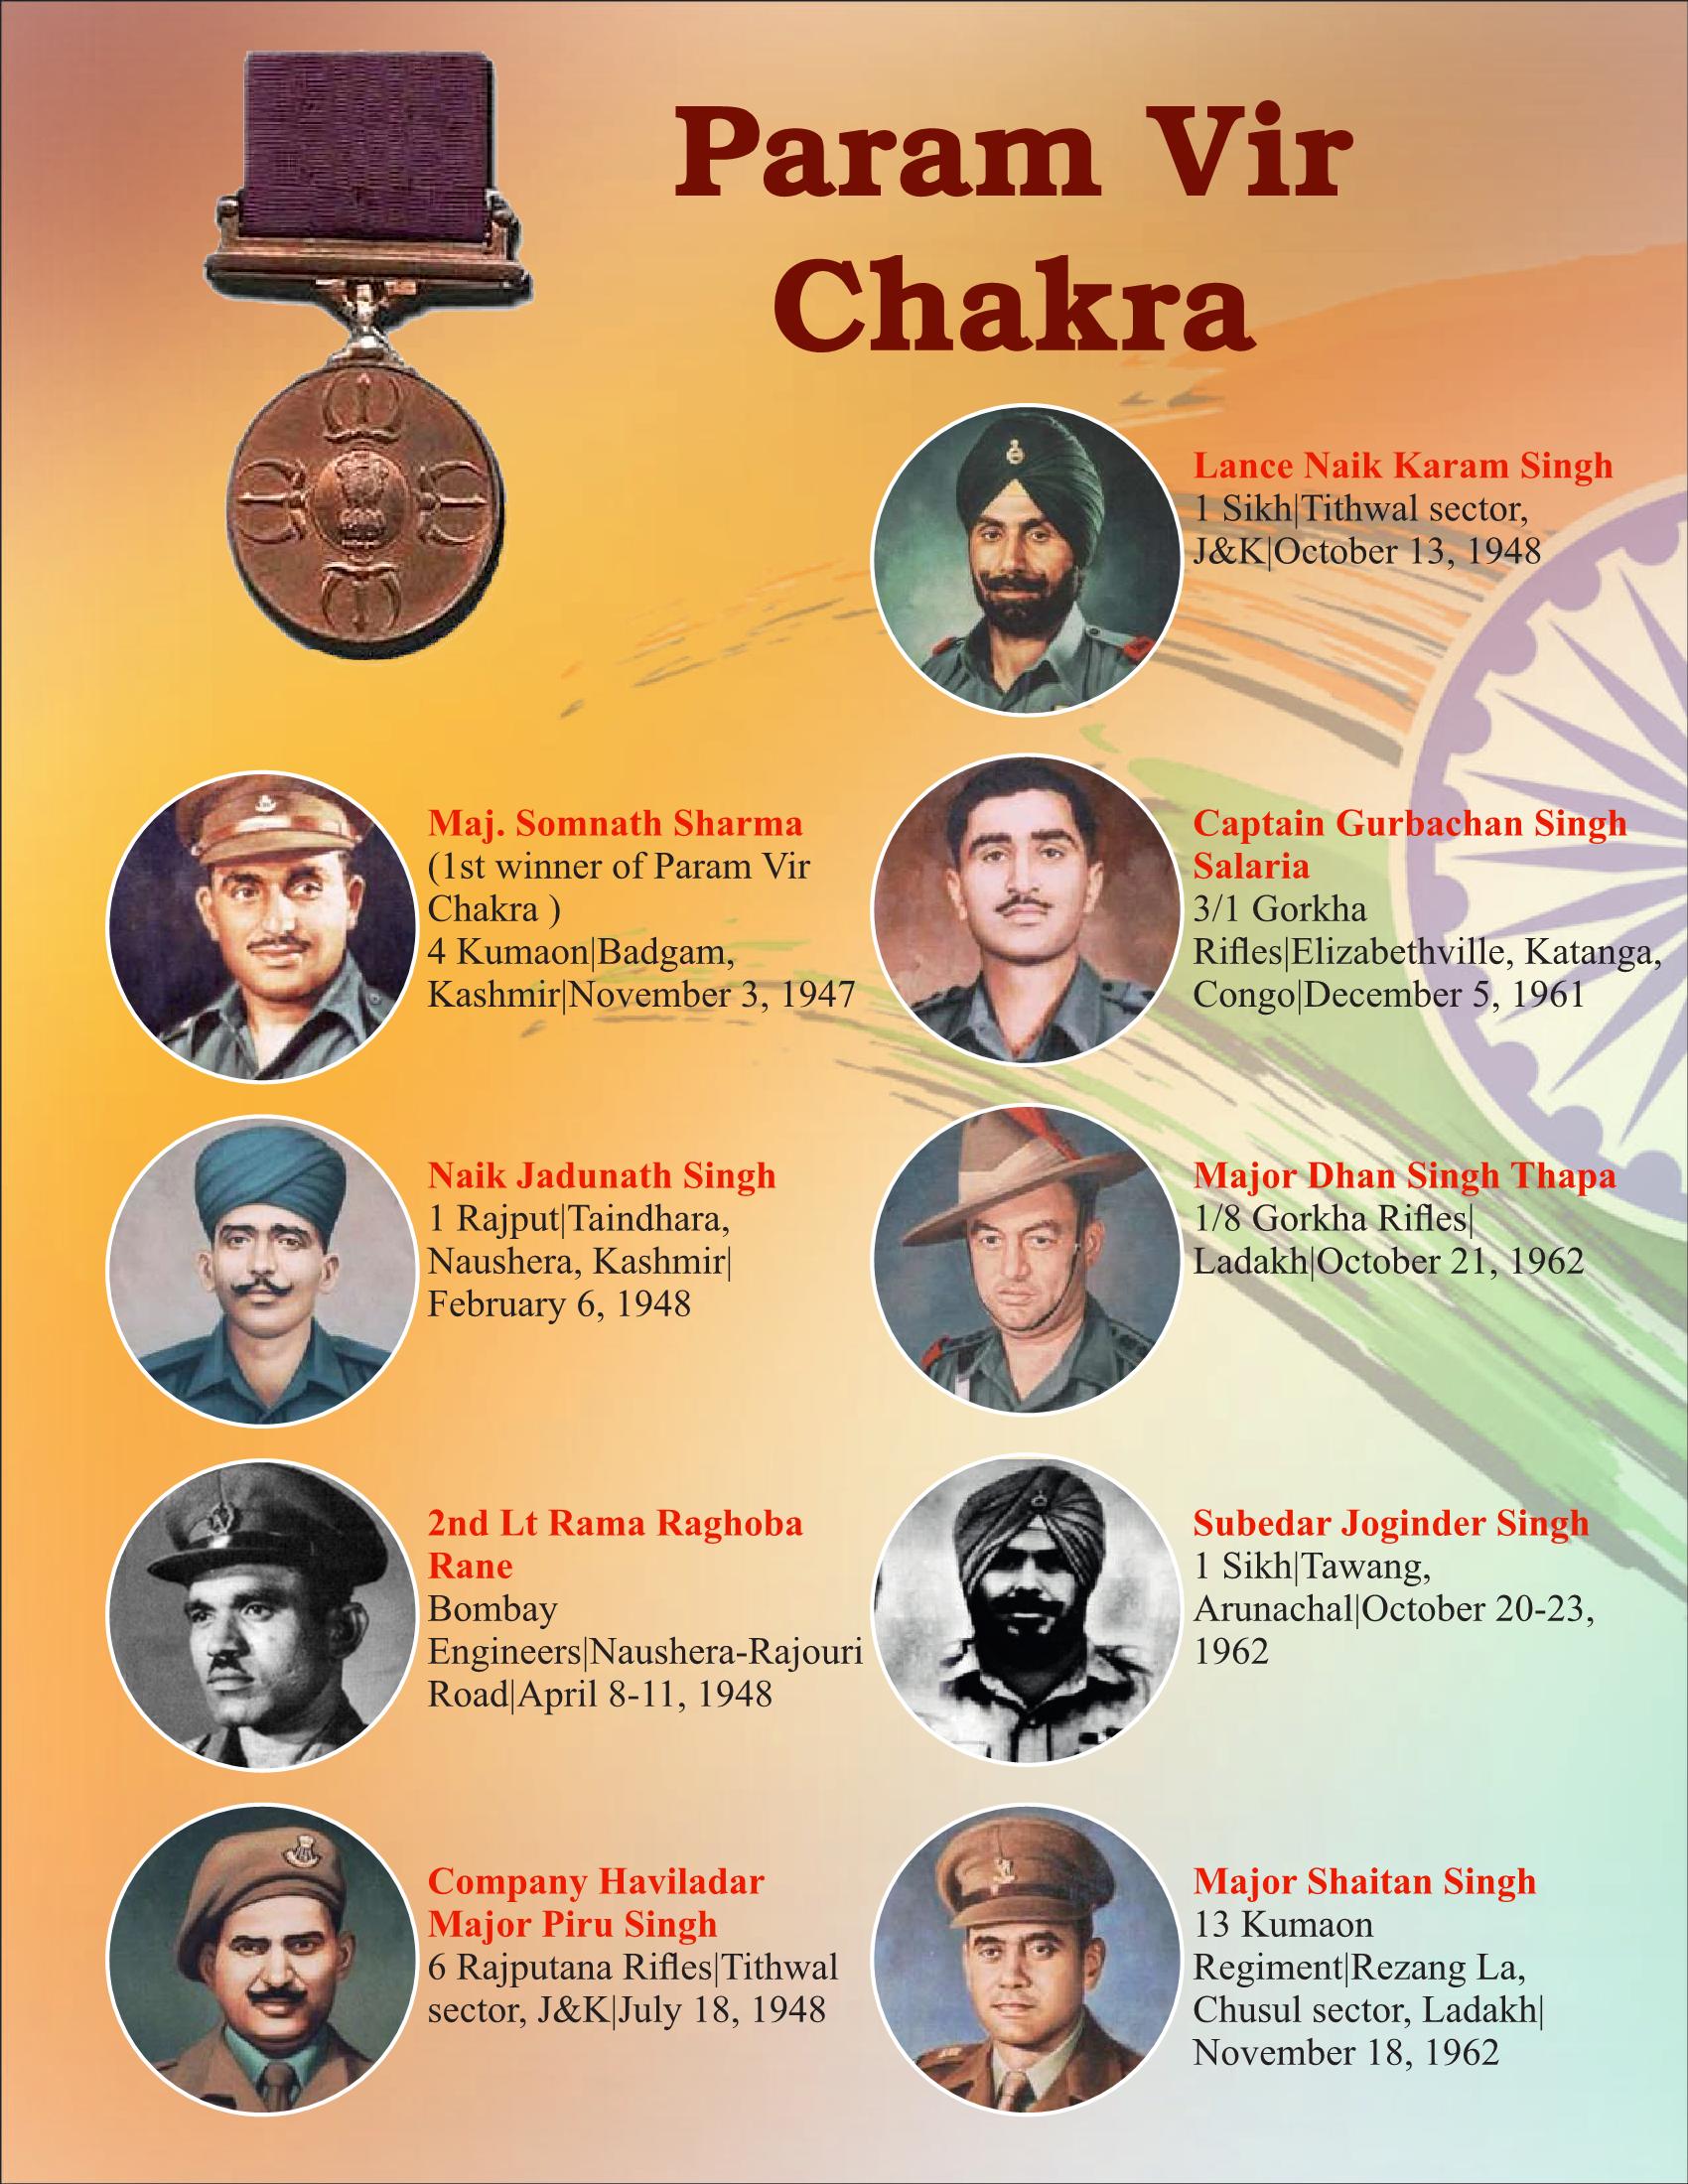 Param Vir
Chakra
Lance Naik Karam Singh
1 Sikh|Tithwal sector,
J&K|October 13, 1948
Maj. Somnath Sharma
(1st winner of Param Vir
Chakra )
4 Kumaon|Badgam,
Kashmir|November 3, 1947
Captain Gurbachan Singh
Salaria
3/1 Gorkha
Rifles|Elizabethville, Katanga,
Congo|December 5, 1961
Naik Jadunath Singh
1 Rajput|Taindhara,
Naushera, Kashmir|
February 6, 1948
Major Dhan Singh Thapa
1/8 Gorkha Rifles|
Ladakh|October 21, 1962
2nd Lt Rama Raghoba
Rane
Bombay
Engineers|Naushera-Rajouri
Road|April 8-11, 1948
Subedar Joginder Singh
1 Sikh|Tawang,
Arunachal|October 20-23,
1962
Company Haviladar
Major Piru Singh
6 Rajputana Rifles|Tithwal
sector, J&K|July 18, 1948
Major Shaitan Singh
13 Kumaon
Regiment|Rezang La,
Chusul sector, Ladakh|
November 18, 1962